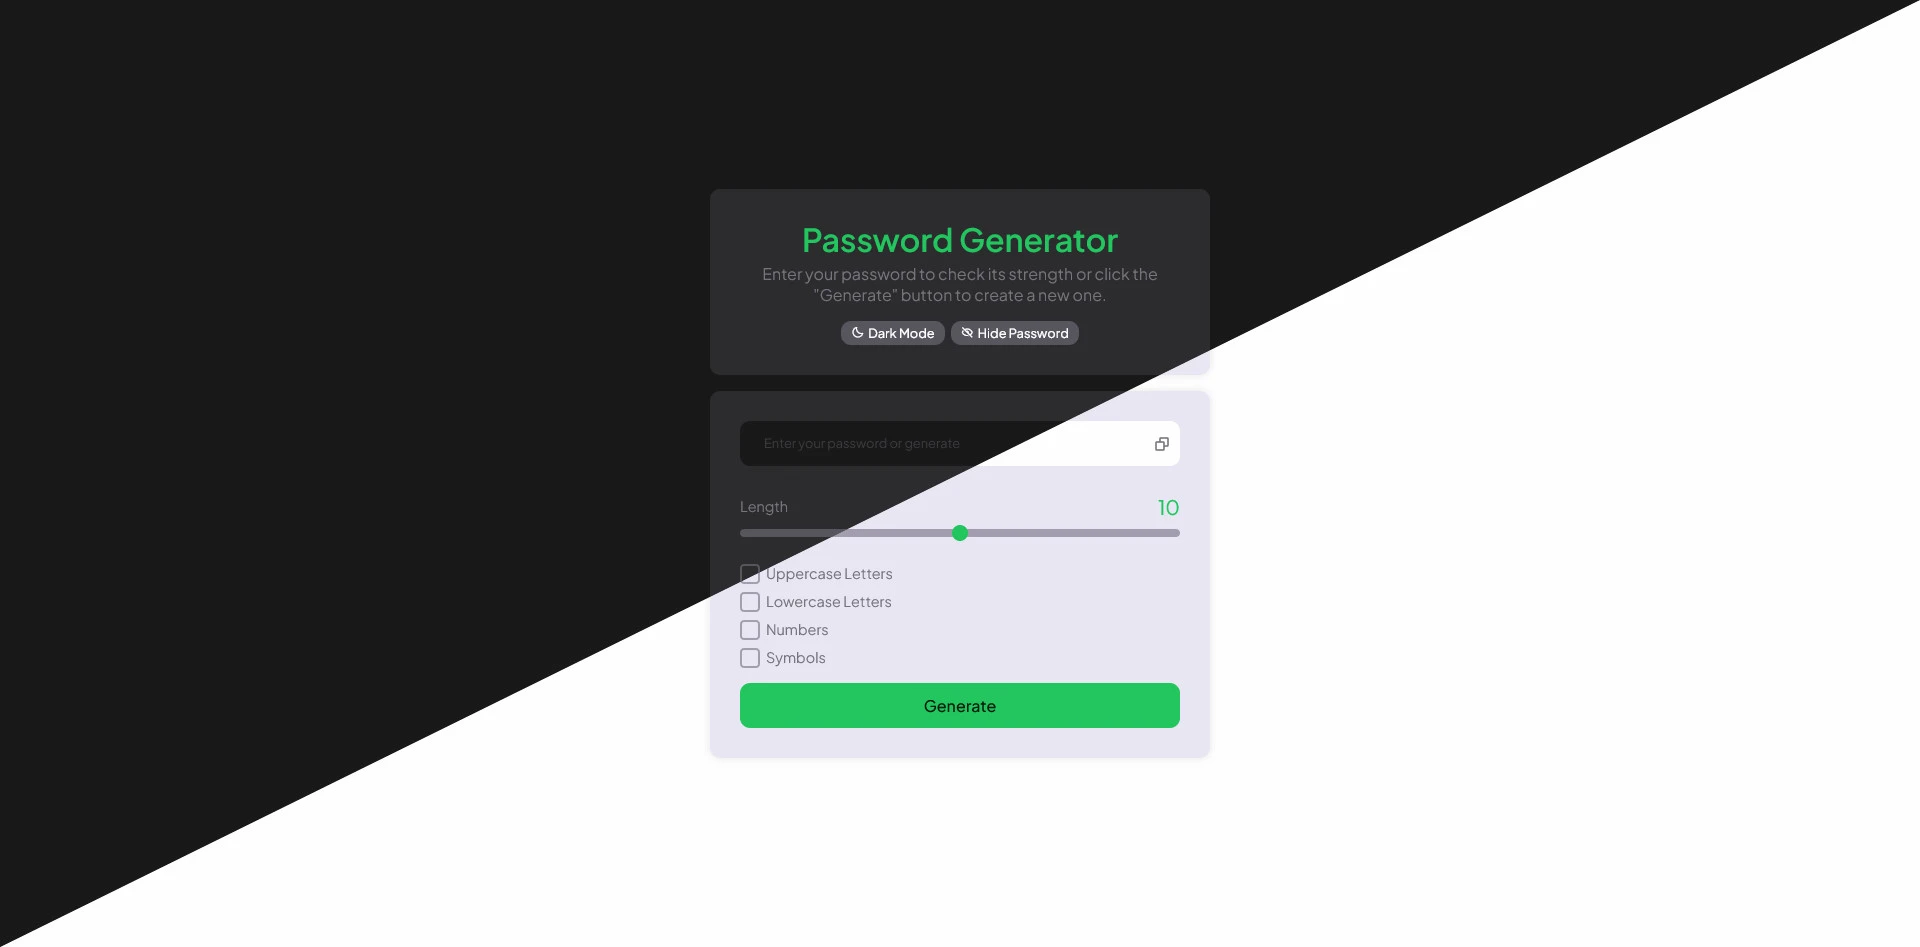 Password Generator
Enter your password to check its strength or click the
"Generate" button to create a new one.
Dark Mode Hide Password
Enter your password or generate
Length 10
Uppercase Letters
Lowercase Letters
Numbers
Symbols
Generate